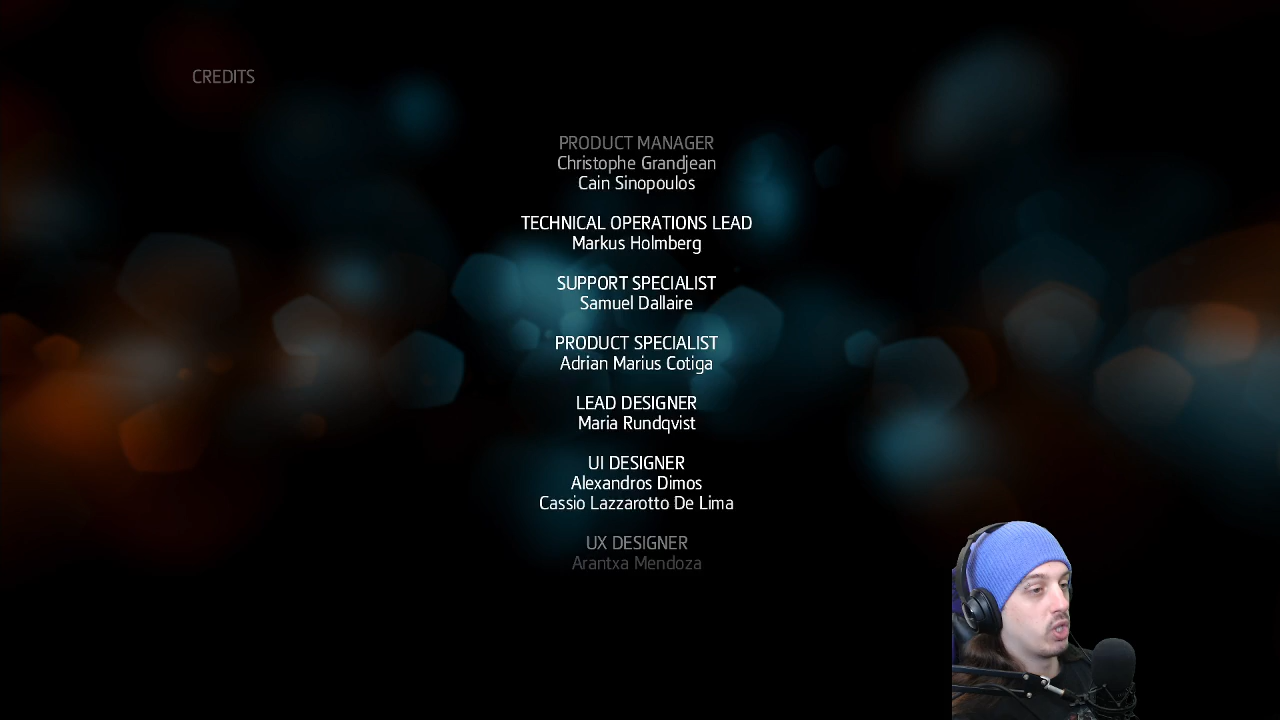 CREDITS
PRODUCT MANAGER
Christophe Grandjean
Cain Sinopoulos
TECHNICAL OPERATIONS LEAD
Markus Holmberg
SUPPORT SPECIALIST
Samuel Dallaire
PRODUCT SPECIALIST
Adrian Marius Cotiga
LEAD DESIGNER
Maria Rundqvist
UI DESIGNER
Alexandros Dimos
Cassio Lazzarotto De Lima
UX DESIGNER
Arantxa Mendoza